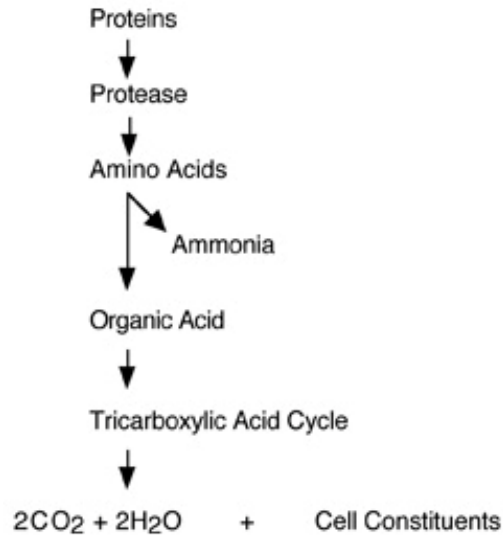 Proteins
Protease
Amino Acids
Ammonia
Organic Acid
Tricarboxylic Acid Cycle
2CO2 + 2H2O + Cell Constituents